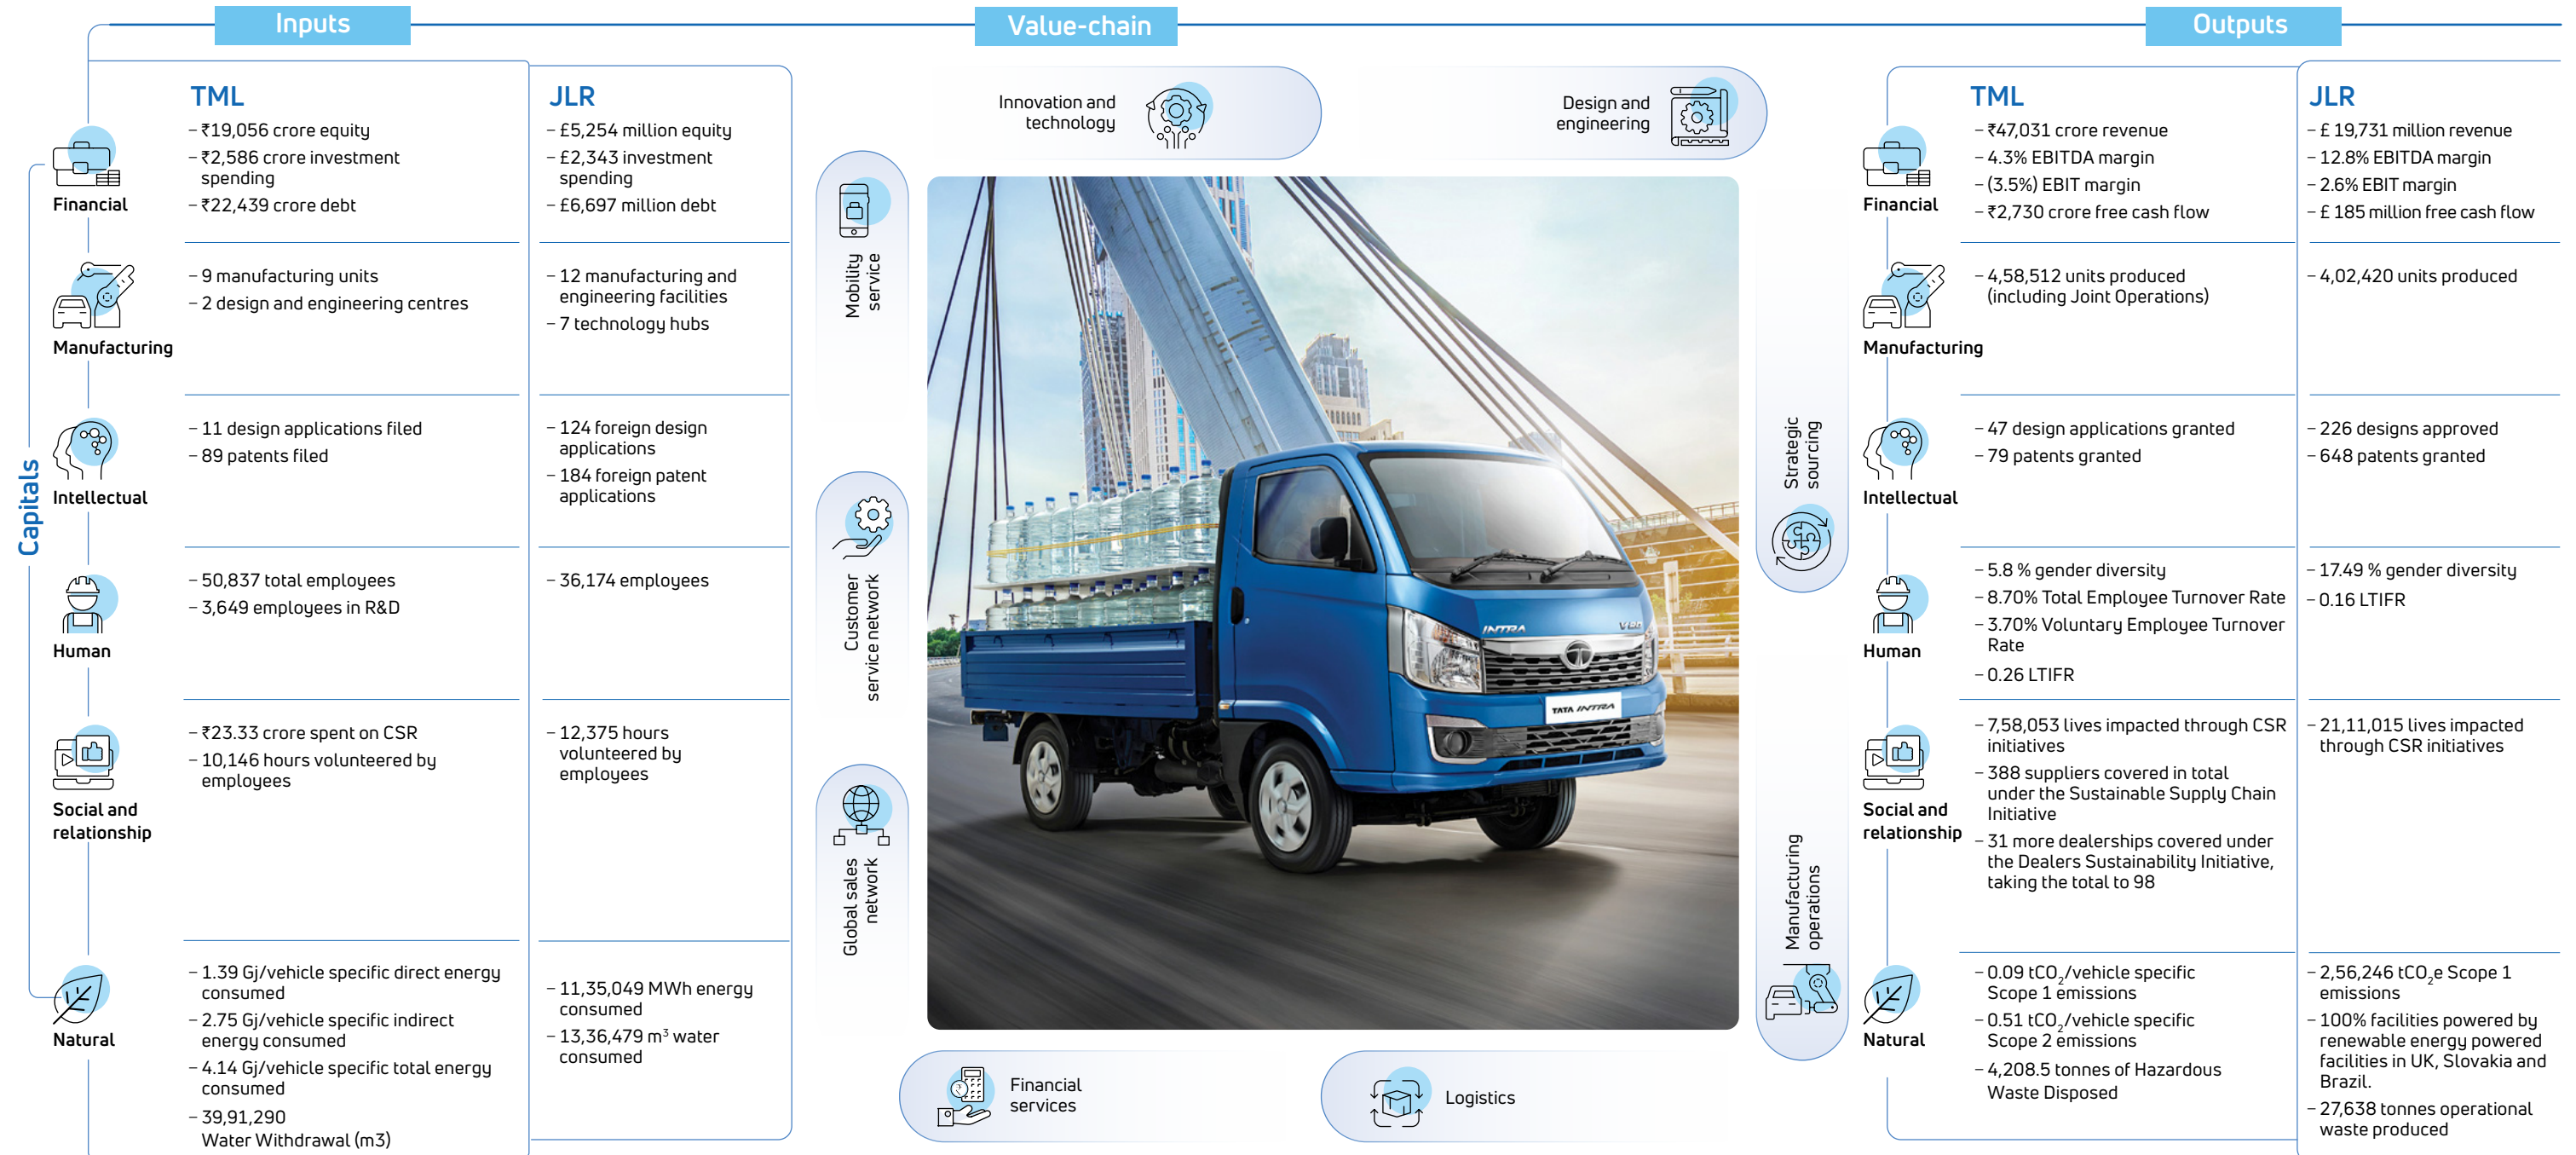 Inputs
Value-chain
Outputs
Capitals
Financial
Manufacturing
Intellectual
Human
Social and
relationship
Natural
TML
– ₹19,056 crore equity
– ₹2,586 crore investment
spending
– ₹22,439 crore debt
– 9 manufacturing units
– 2 design and engineering centres
– 11 design applications filed
– 89 patents filed
– 50,837 total employees
– 3,649 employees in R&D
– ₹23.33 crore spent on CSR
– 10,146 hours volunteered by
employees
– 1.39 Gj/vehicle specific direct energy
consumed
– 2.75 Gj/vehicle specific indirect
energy consumed
– 4.14 Gj/vehicle specific total energy
consumed
– 39,91,290
Water Withdrawal (m3)
JLR
– £5,254 million equity
– £2,343 investment
spending
– £6,697 million debt
– 12 manufacturing and
engineering facilities
– 7 technology hubs
– 124 foreign design
applications
– 184 foreign patent
applications
– 36,174 employees
– 12,375 hours
volunteered by
employees
– 11,35,049 MWh energy
consumed
– 13,36,479 m³ water
consumed
Innovation and
technology
Design and
engineering
Mobility
service
Customer
service network
Global sales
network
Strategic
sourcing
Manufacturing
operations
Financial
services
Logistics
INTRA
TATA INTRA
Financial
Manufacturing
Intellectual
Human
Social and
relationship
Natural
TML
– ₹47,031 crore revenue
– 4.3% EBITDA margin
– (3.5%) EBIT margin
– ₹2,730 crore free cash flow
– 4,58,512 units produced
(including Joint Operations)
– 47 design applications granted
– 79 patents granted
– 5.8 % gender diversity
– 8.70% Total Employee Turnover Rate
– 3.70% Voluntary Employee Turnover
Rate
– 0.26 LTIFR
– 7,58,053 lives impacted through CSR
initiatives
– 388 suppliers covered in total
under the Sustainable Supply Chain
Initiative
– 31 more dealerships covered under
the Dealers Sustainability Initiative,
taking the total to 98
– 0.09 tCO₂/vehicle specific
Scope 1 emissions
– 0.51 tCO₂/vehicle specific
Scope 2 emissions
– 4,208.5 tonnes of Hazardous
Waste Disposed
JLR
– £ 19,731 million revenue
– 12.8% EBITDA margin
– 2.6% EBIT margin
– £ 185 million free cash flow
– 4,02,420 units produced
– 226 designs approved
– 648 patents granted
– 17.49 % gender diversity
– 0.16 LTIFR
– 21,11,015 lives impacted
through CSR initiatives
– 2,56,246 tCO₂e Scope 1
emissions
– 100% facilities powered by
renewable energy powered
facilities in UK, Slovakia and
Brazil.
– 27,638 tonnes operational
waste produced